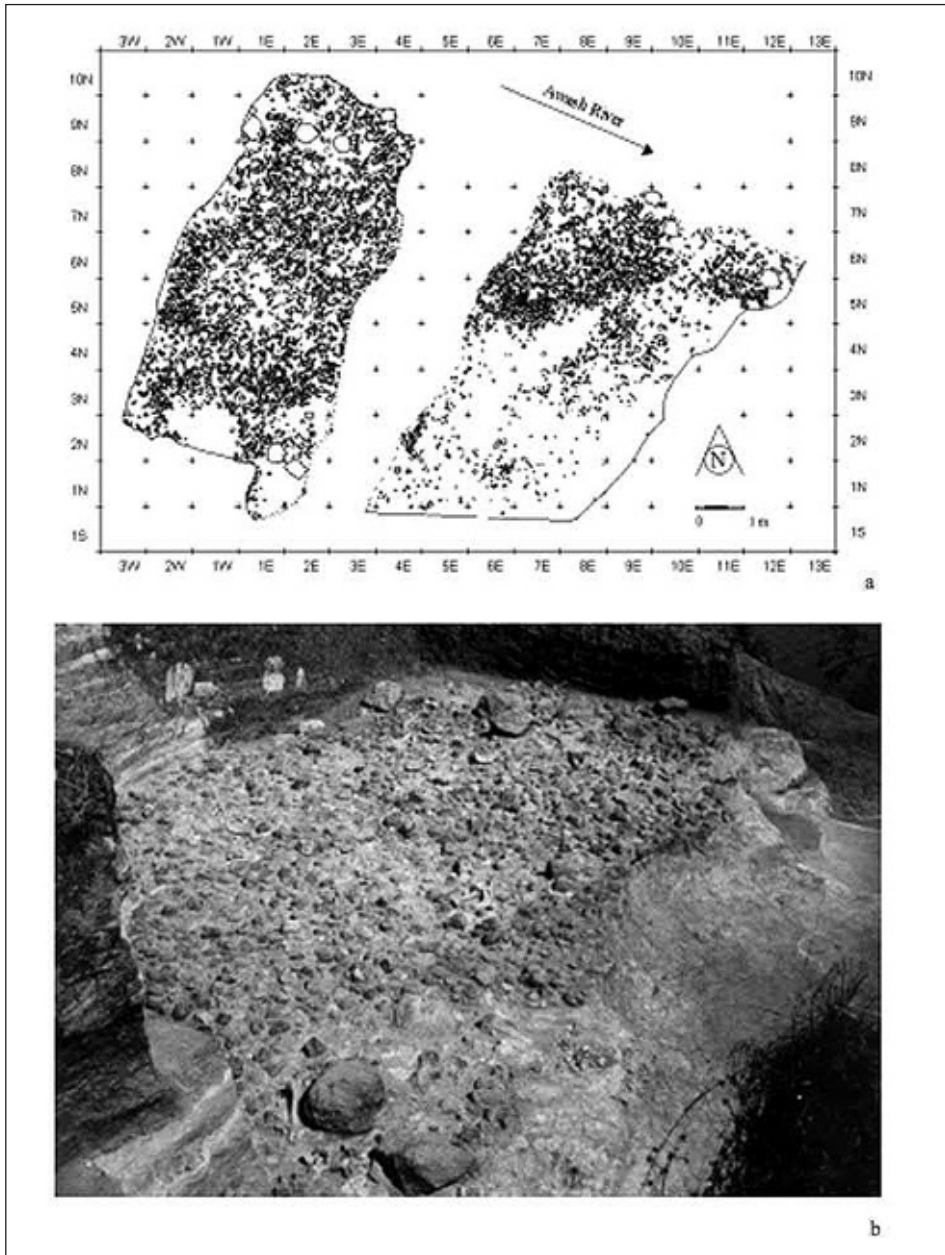 3W 2W 1W 1E 2E 3E 4E 5E 6E 7E 8E 9E 10E 11E 12E 13E
10N 10N
9N 9N
8N 8N
7N 7N
6N 6N
5N 5N
4N 4N
3N 3N
2N 2N
1N 1N
1S 1S
Awash River
N
0 1 m
3W 2W 1W 1E 2E 3E 4E 5E 6E 7E 8E 9E 10E 11E 12E 13E
a
b